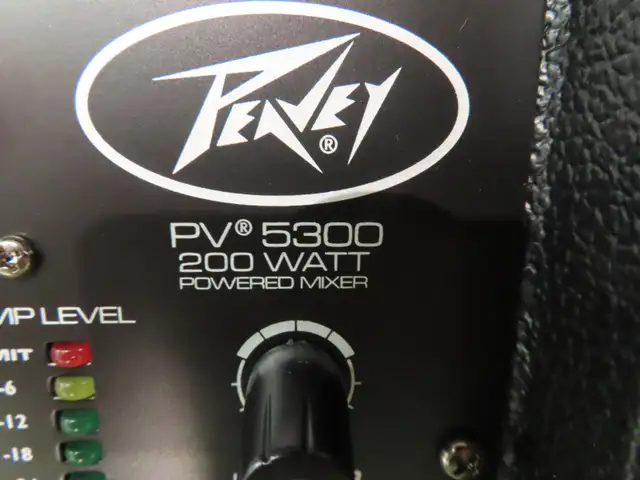 PEAVEY®
PV® 5300
200 WATT
POWERED MIXER
MP LEVEL
MIT
-6
-12
-18